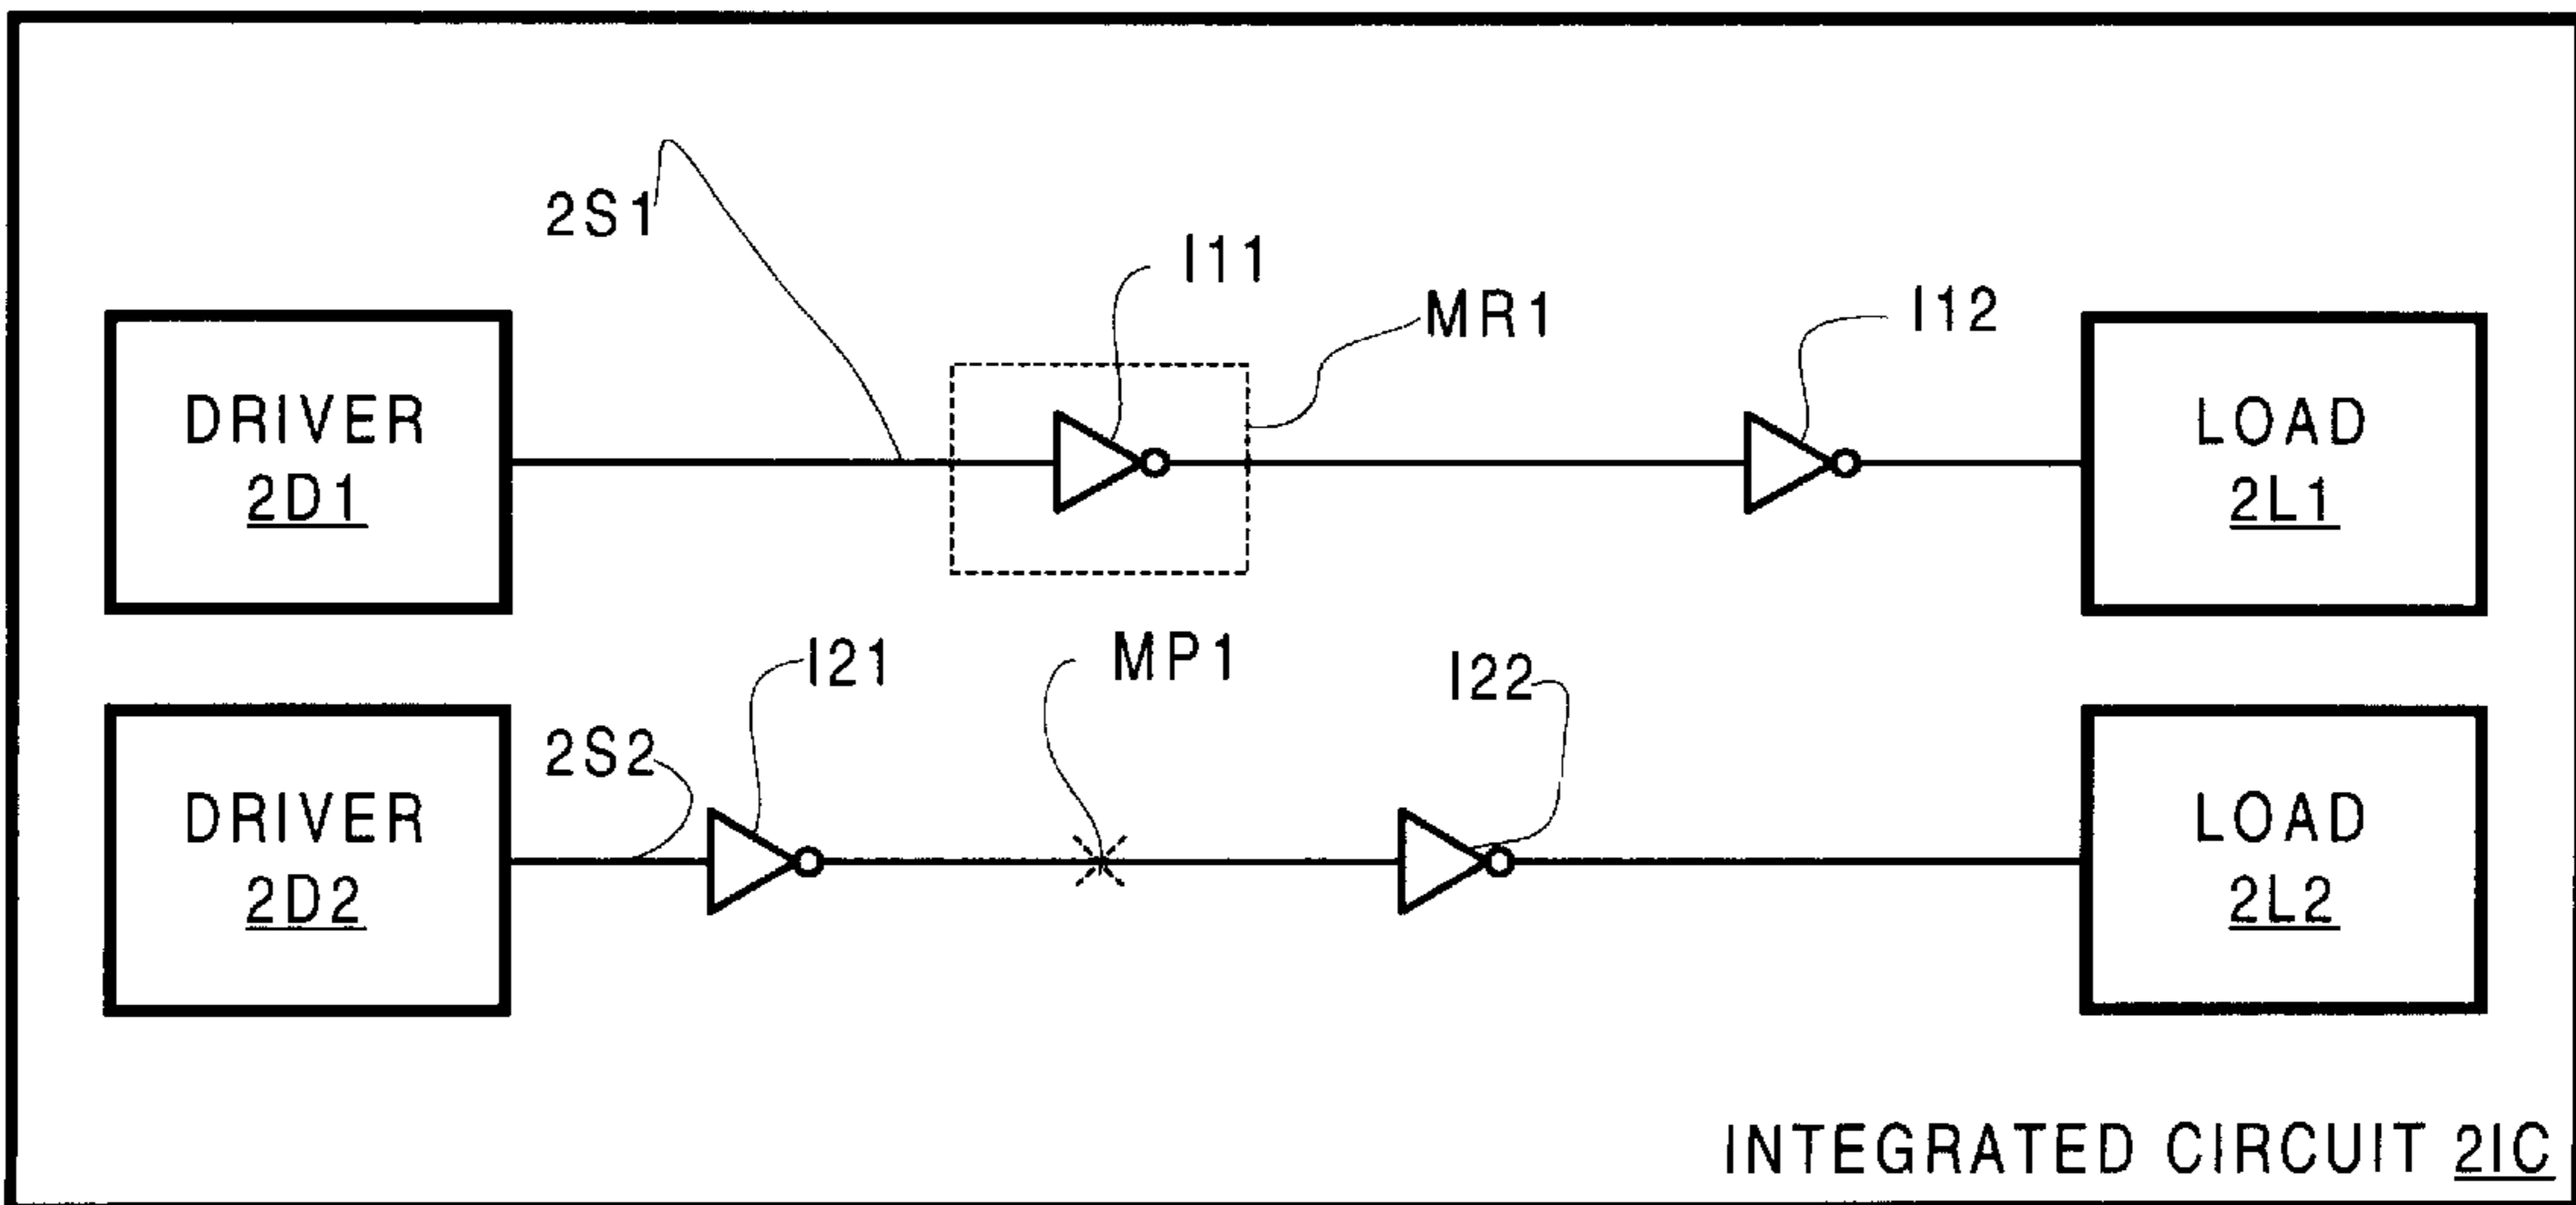 2S1
I11
MR1
I12
DRIVER
2D1
LOAD
2L1
I21
MP1
I22
2S2
DRIVER
2D2
LOAD
2L2
INTEGRATED CIRCUIT 2IC